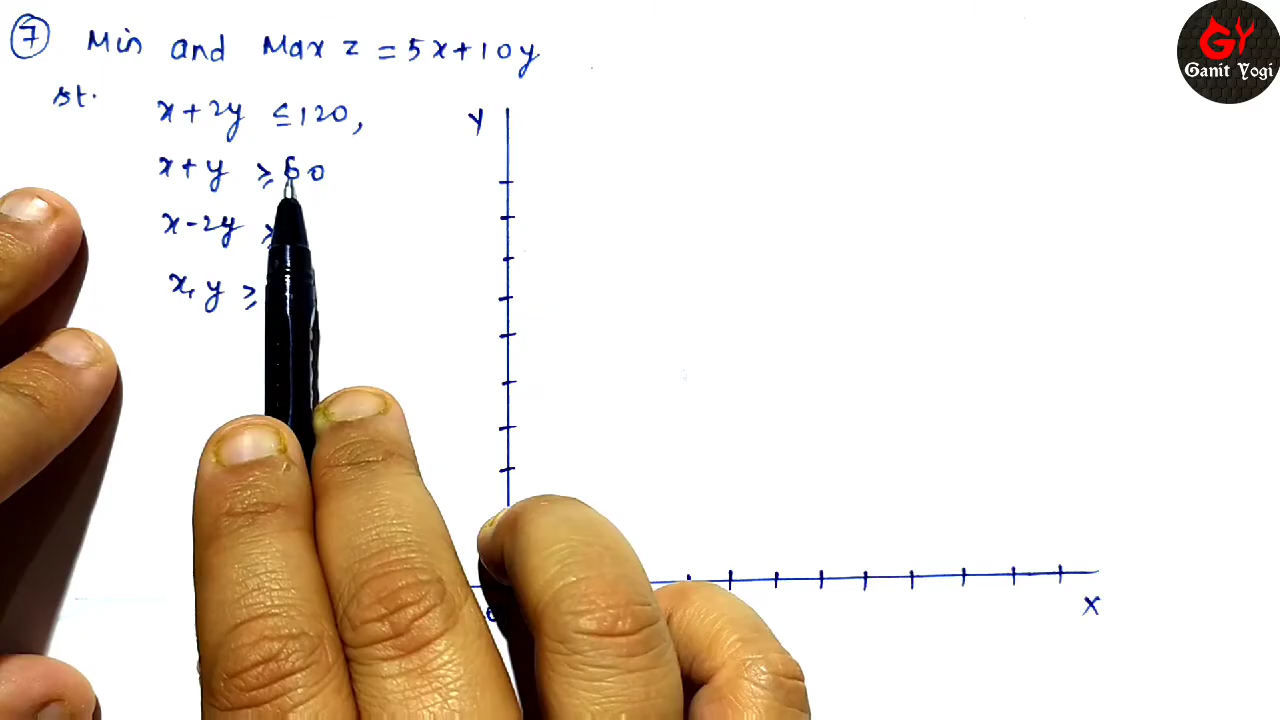 7 Min and Max z = 5x+10y
st.
x+2y ≤120,
x+y ≥60
x-2y ≥
x, y ≥
Y
X
GY
Ganit Yogi